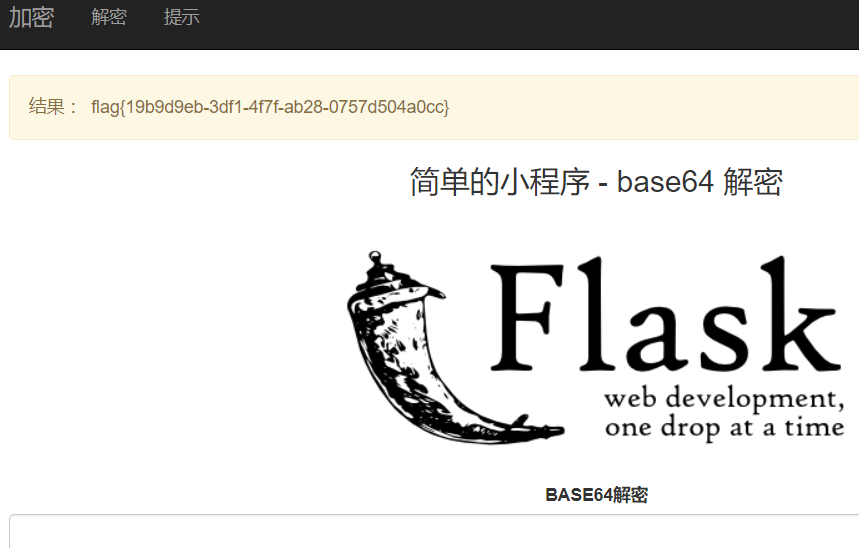 加密 解密 提示
结果： flag{19b9d9eb-3df1-4f7f-ab28-0757d504a0cc}
简单的小程序 - base64 解密
Flask
web development,
one drop at a time
BASE64解密